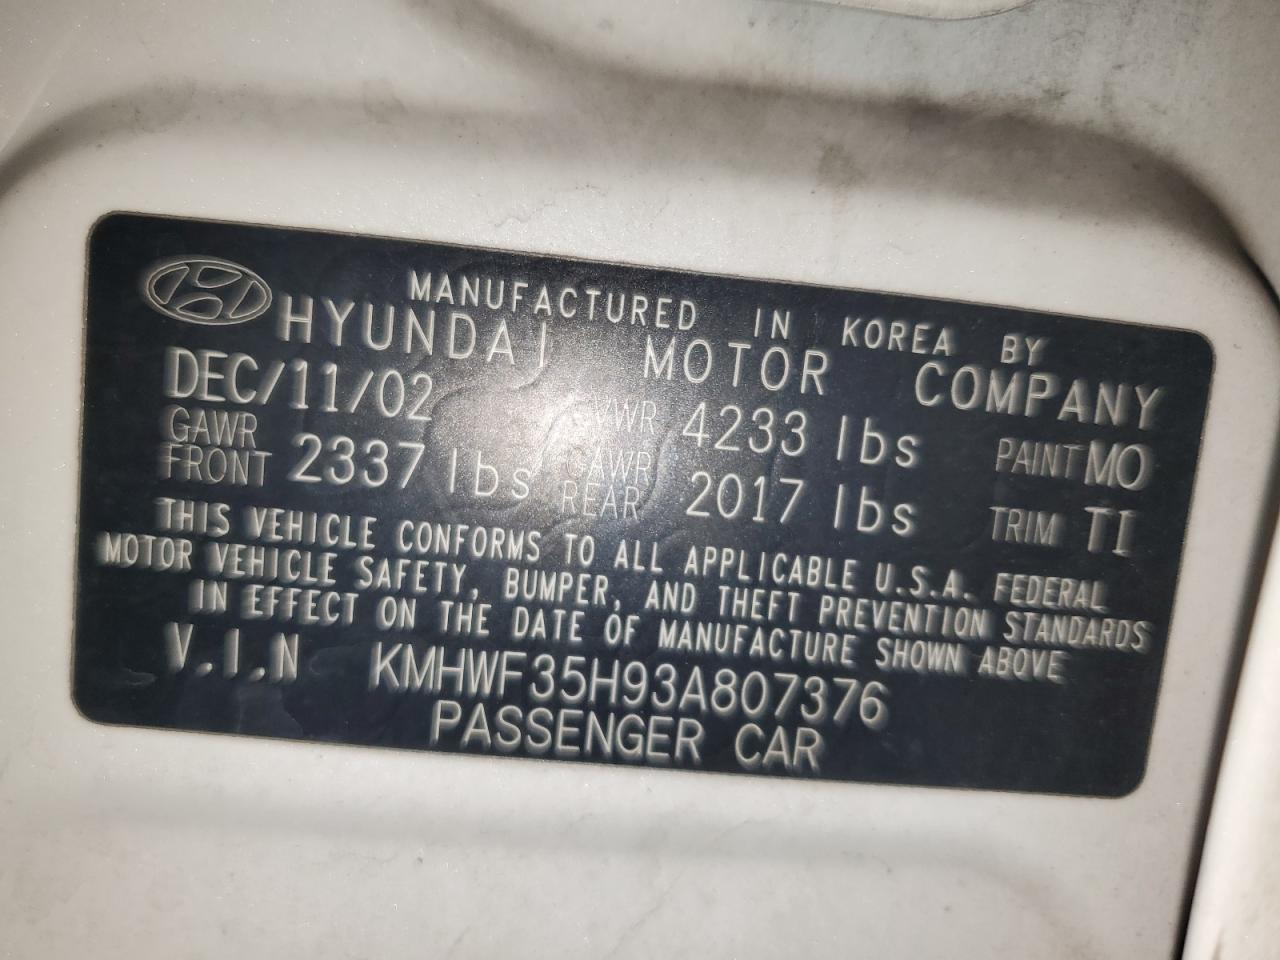 MANUFACTURED IN KOREA BY
HYUNDAI MOTOR COMPANY
DEC/11/02 GVWR 4233 lbs PAINT MO
GAWR FRONT 2337 lbs GAWR REAR 2017 lbs TRIM TI
THIS VEHICLE CONFORMS TO ALL APPLICABLE U.S.A. FEDERAL
MOTOR VEHICLE SAFETY, BUMPER, AND THEFT PREVENTION STANDARDS
IN EFFECT ON THE DATE OF MANUFACTURE SHOWN ABOVE
V.I.N KMHWF35H93A807376
PASSENGER CAR